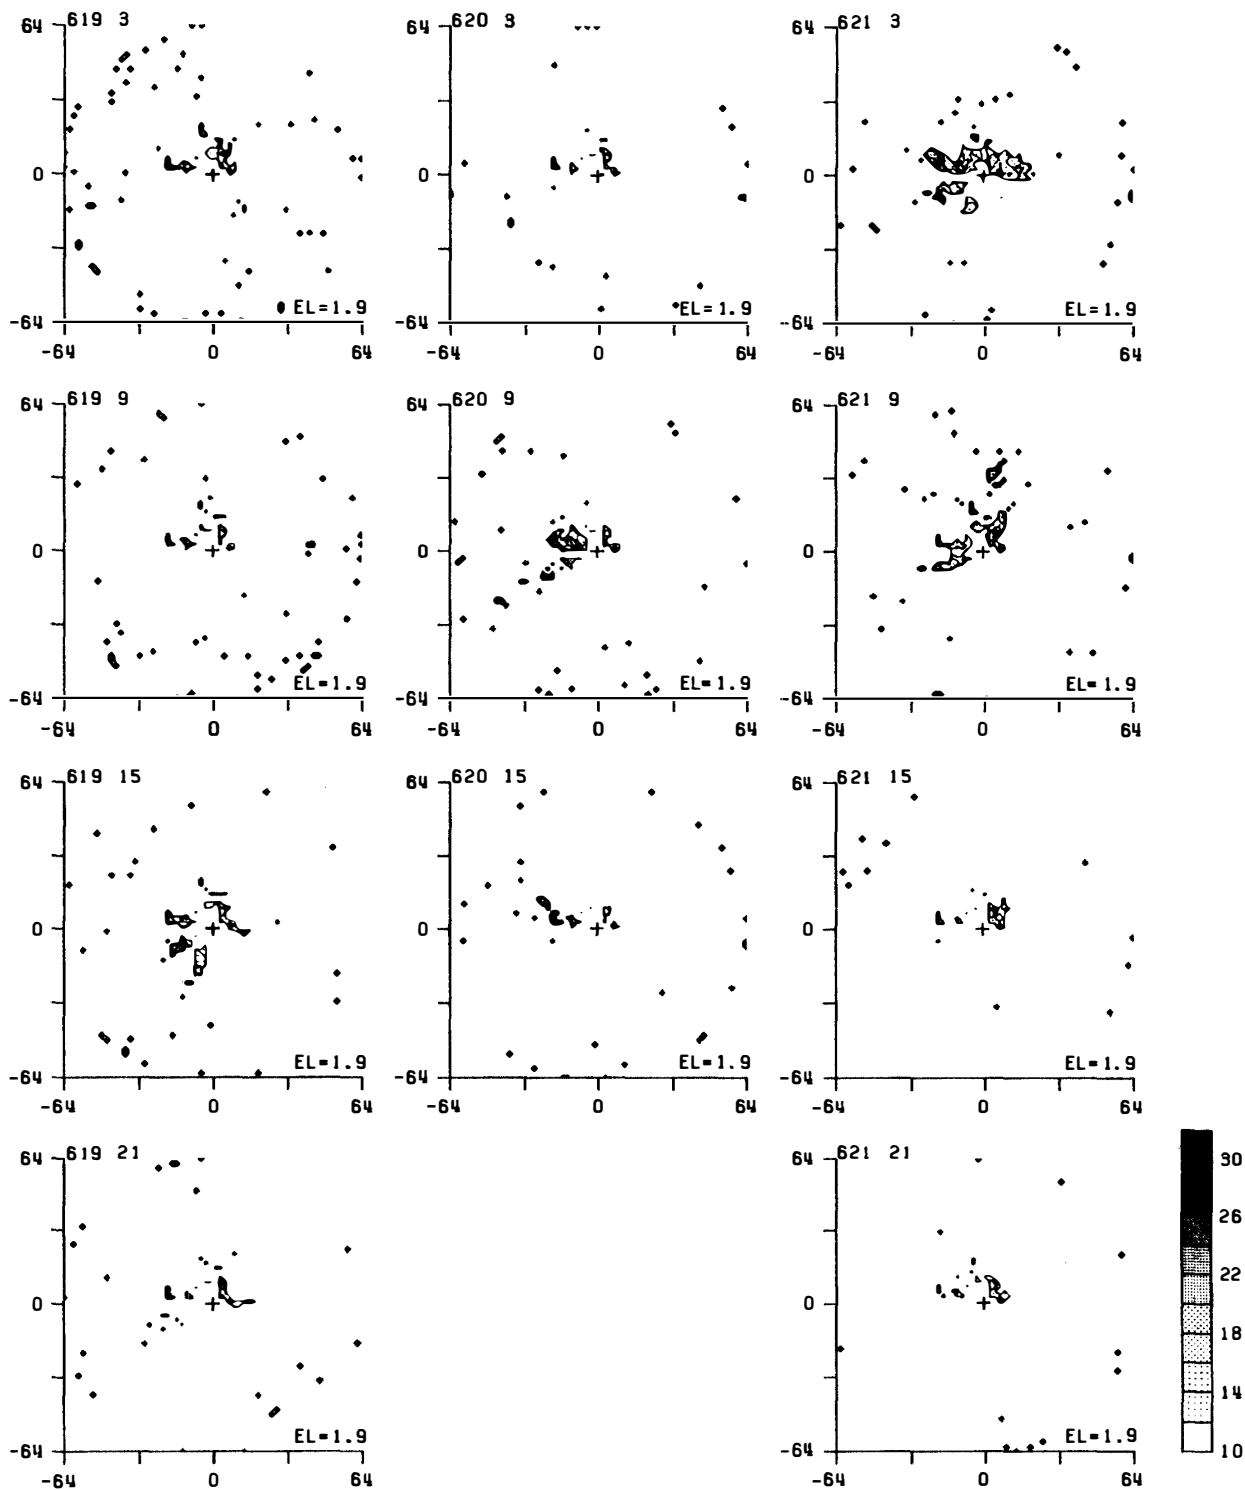 64 619 3 64 620 3 64 621 3
0 0 0
EL=1.9 EL=1.9 EL=1.9
-64 -64 -64
-64 0 64 -64 0 64 -64 0 64
64 619 9 64 620 9 64 621 9
0 0 0
EL=1.9 EL=1.9 EL=1.9
-64 -64 -64
-64 0 64 -64 0 64 -64 0 64
64 619 15 64 620 15 64 621 15
0 0 0
EL=1.9 EL=1.9 EL=1.9
-64 -64 -64
-64 0 64 -64 0 64 -64 0 64
64 619 21 64 621 21
0 0
EL=1.9 EL=1.9
-64 -64
-64 0 64 -64 0 64
30
26
22
18
14
10